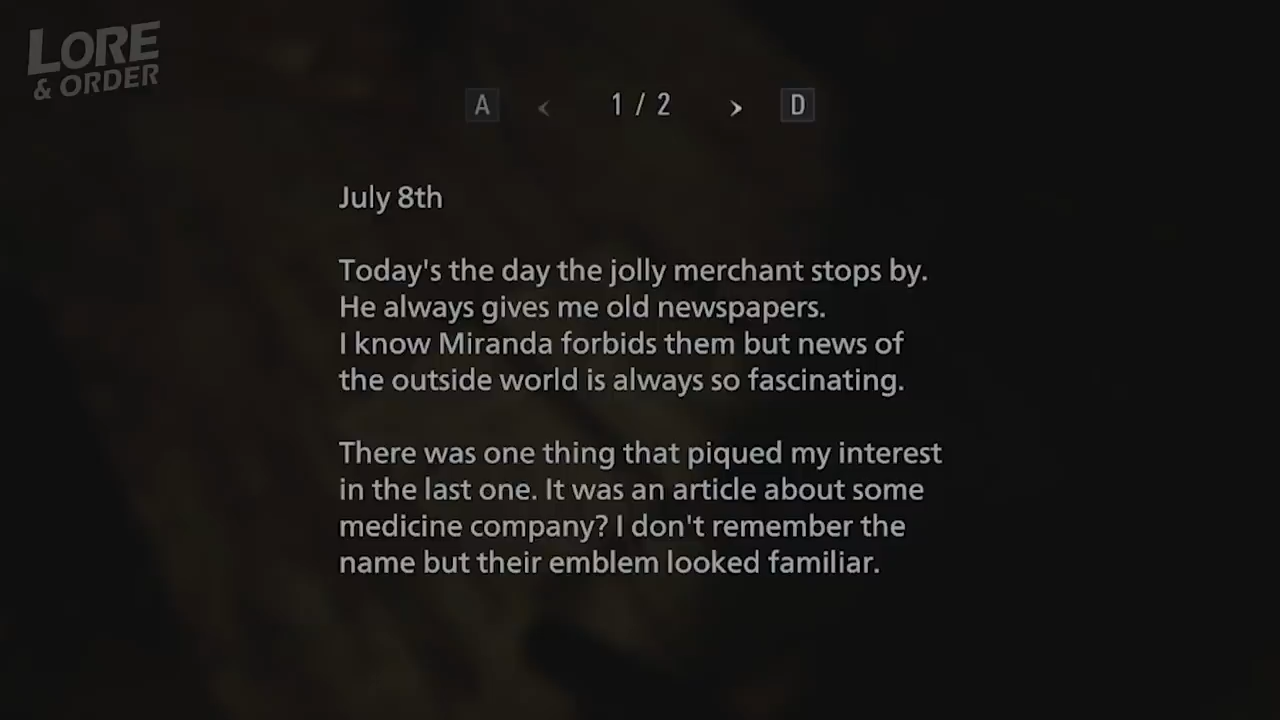 LORE
& ORDER
A < 1 / 2 > D
July 8th
Today's the day the jolly merchant stops by.
He always gives me old newspapers.
I know Miranda forbids them but news of
the outside world is always so fascinating.
There was one thing that piqued my interest
in the last one. It was an article about some
medicine company? I don't remember the
name but their emblem looked familiar.